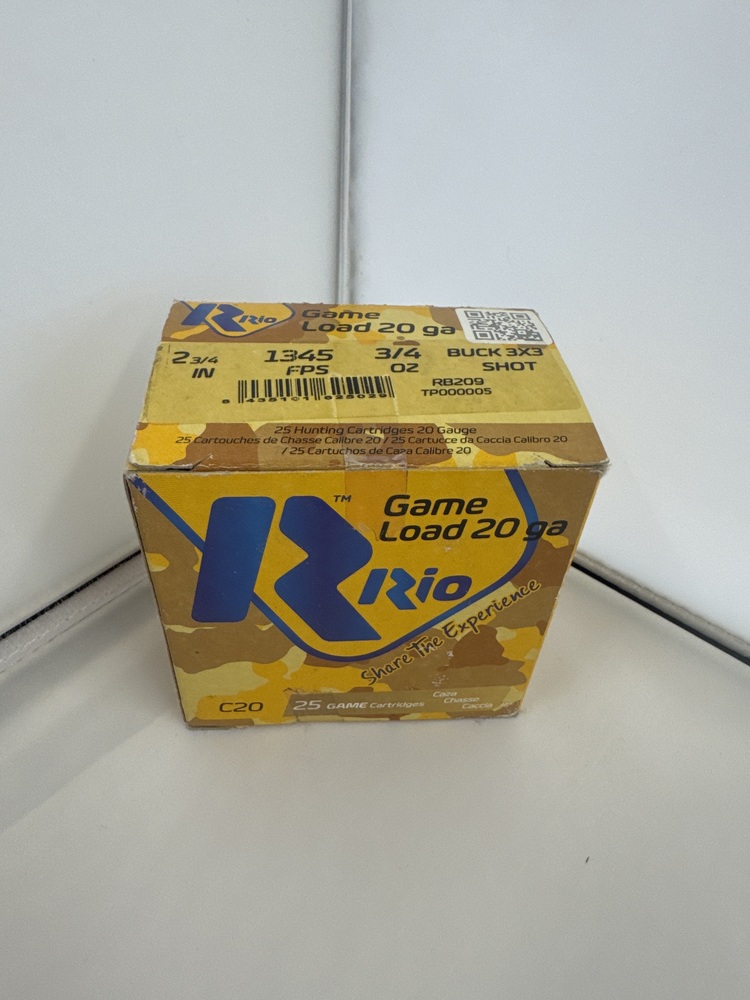 Rio
Game
Load 20 ga
2 3/4
IN
1345
FPS
3/4
OZ
BUCK 3X3
SHOT
RB209
TP000005
25 Hunting Cartridges 20 Gauge
25 Cartouches de Chasse Calibre 20 / 25 Cartucce da Caccia Calibro 20
/ 25 Cartuchos de Caza Calibre 20
TM
Game
Load 20 ga
Rio
Share The Experience
C20
25 GAME Cartridges
Caza
Chasse
Caccia